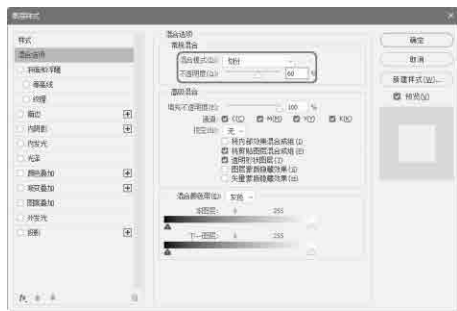 图层样式
样式
混合选项
斜面和浮雕
等高线
纹理
描边
内阴影
内发光
光泽
颜色叠加
渐变叠加
图案叠加
外发光
投影
fx
混合选项
常规混合
混合模式(D):
不透明度(O): 60 %
高级混合
填充不透明度(F): 100 %
通道: C(C) M(M) Y(Y) K(K)
挖空(N): 无
将内部效果混合成组(I)
将剪贴图层混合成组(P)
透明形状图层(T)
图层蒙版隐藏效果(S)
矢量蒙版隐藏效果(H)
混合颜色带(E): 灰色
本图层: 0 255
下一图层: 0 255
确定
取消
新建样式(W)...
预览(V)